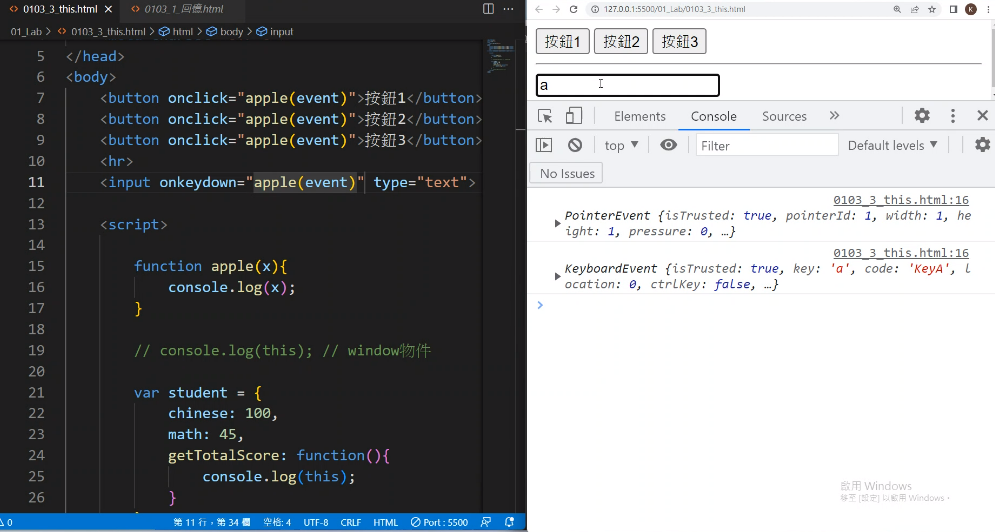 0103_3_this.html
0103_1_回憶.html
01_Lab > 0103_3_this.html > html > body > input
5 </head>
6 <body>
7 <button onclick="apple(event)">按鈕1</button>
8 <button onclick="apple(event)">按鈕2</button>
9 <button onclick="apple(event)">按鈕3</button>
10 <hr>
11 <input onkeydown="apple(event)" type="text">
12
13 <script>
14
15 function apple(x){
16 console.log(x);
17 }
18
19 // console.log(this); // window物件
20
21 var student = {
22 chinese: 100,
23 math: 45,
24 getTotalScore: function(){
25 console.log(this);
26 }
0 第 11 行，第 34 欄 空格: 4 UTF-8 CRLF HTML Port : 5500
127.0.0.1:5500/01_Lab/0103_3_this.html K
按鈕1 按鈕2 按鈕3
a
Elements Console Sources »
top Filter Default levels
No Issues
0103_3_this.html:16
PointerEvent {isTrusted: true, pointerId: 1, width: 1, he
ight: 1, pressure: 0, …}
0103_3_this.html:16
KeyboardEvent {isTrusted: true, key: 'a', code: 'KeyA', l
ocation: 0, ctrlKey: false, …}
啟用 Windows
移至 [設定] 以啟用 Windows。